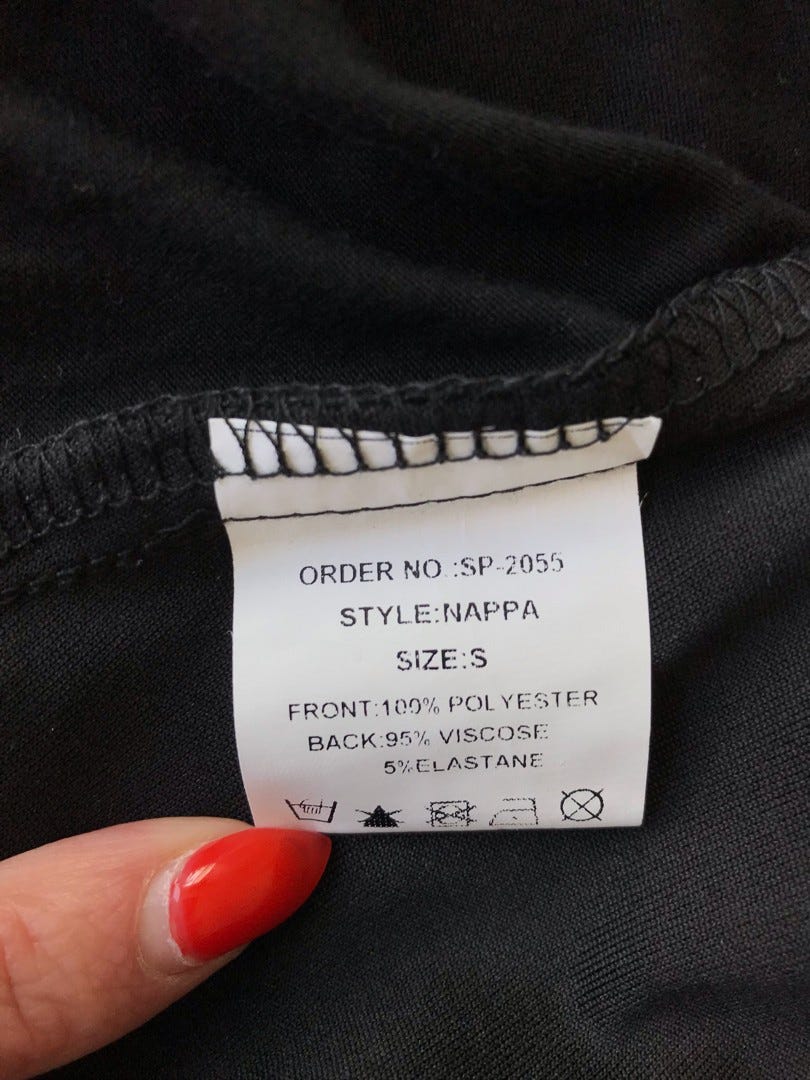 ORDER NO.:SP-2055
STYLE:NAPPA
SIZE:S
FRONT:100% POLYESTER
BACK:95% VISCOSE
5%ELASTANE